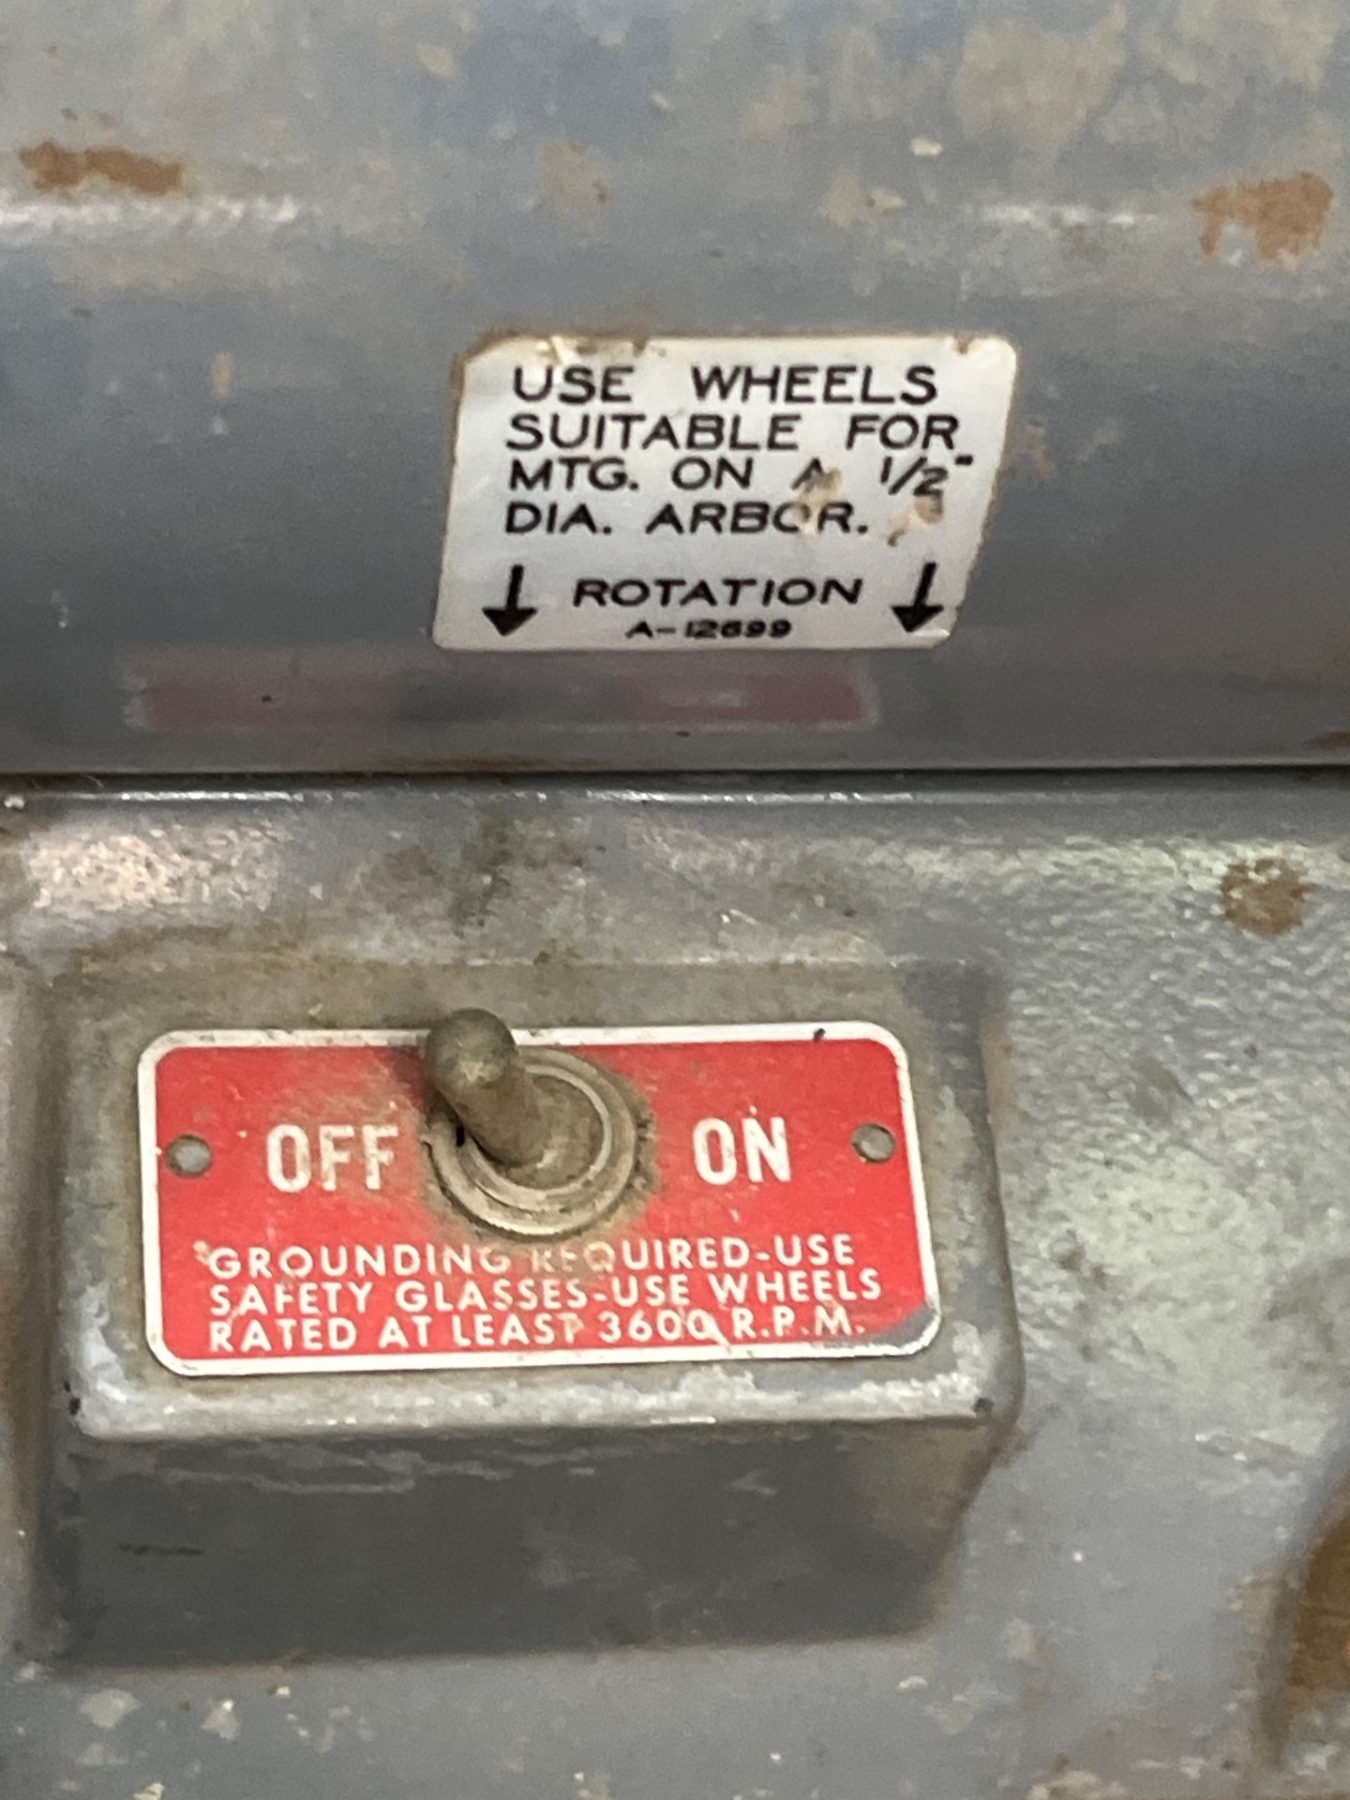 USE WHEELS
SUITABLE FOR
MTG. ON A 1/2"
DIA. ARBOR.
ROTATION
A-12699
OFF ON
GROUNDING REQUIRED-USE
SAFETY GLASSES-USE WHEELS
RATED AT LEAST 3600 R.P.M.